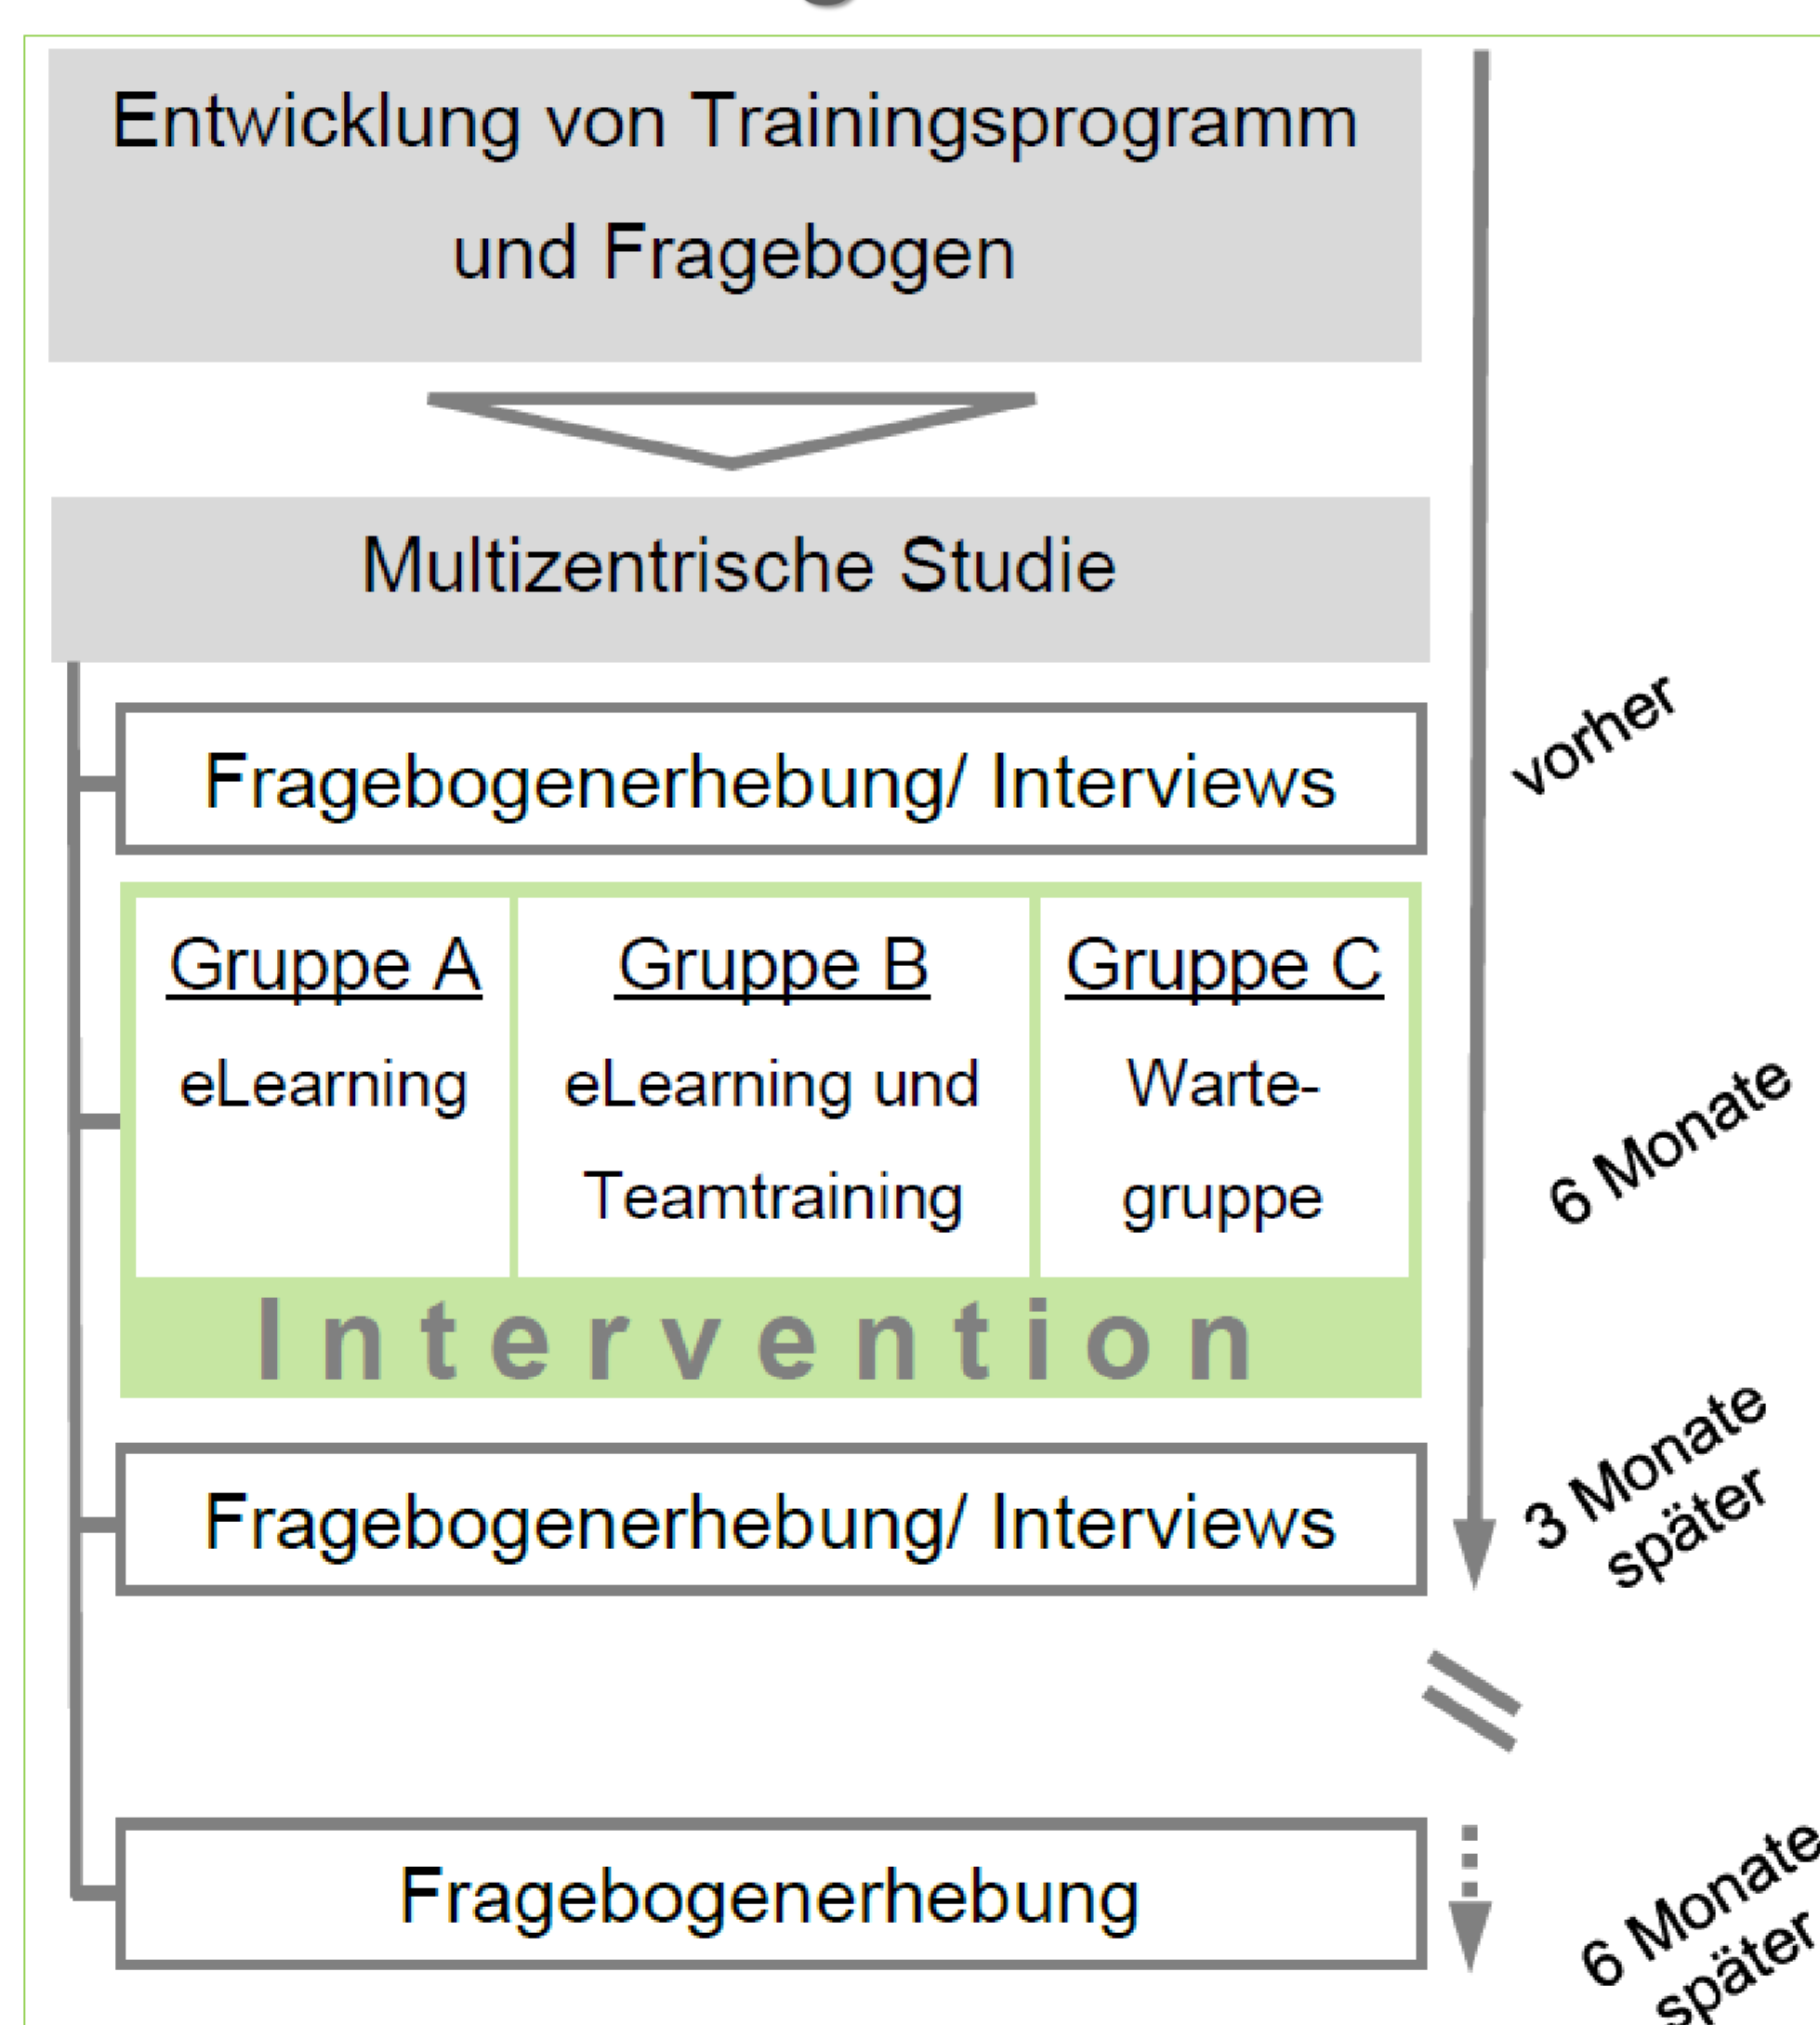 Entwicklung von Trainingsprogramm
und Fragebogen
Multizentrische Studie
Fragebogenerhebung/ Interviews
vorher
Gruppe A
eLearning
Gruppe B
eLearning und
Teamtraining
Gruppe C
Warte-
gruppe
6 Monate
Intervention
Fragebogenerhebung/ Interviews
3 Monate
später
Fragebogenerhebung
6 Monate
später